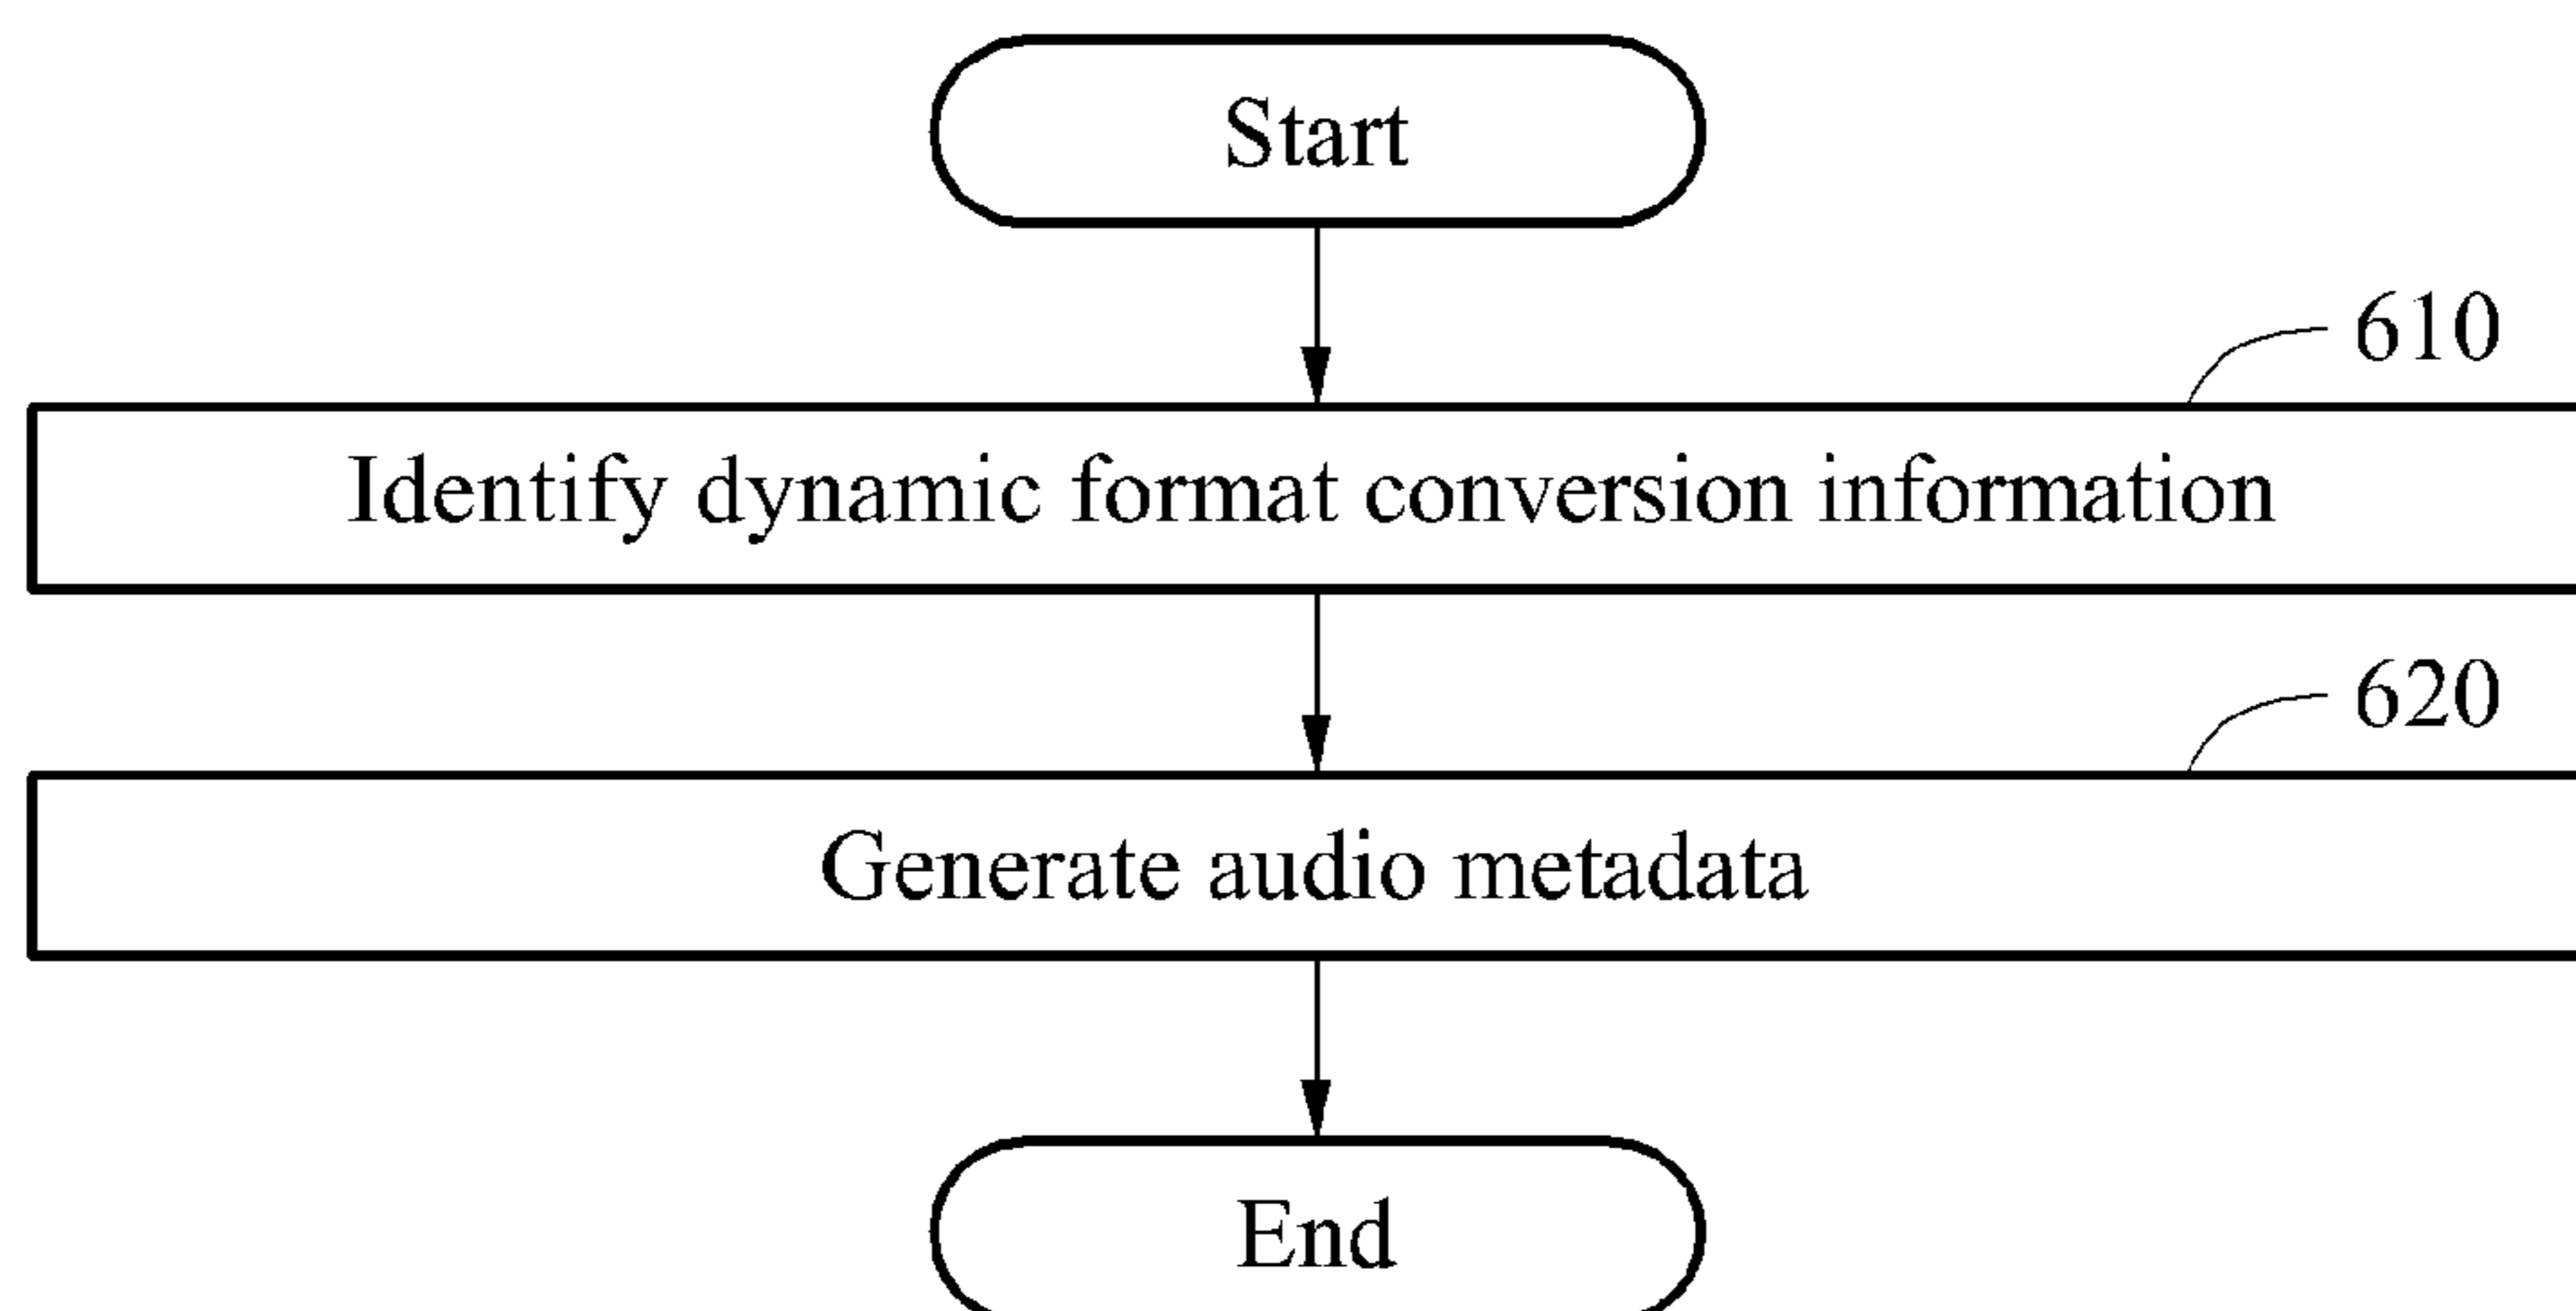 Start
610
Identify dynamic format conversion information
620
Generate audio metadata
End